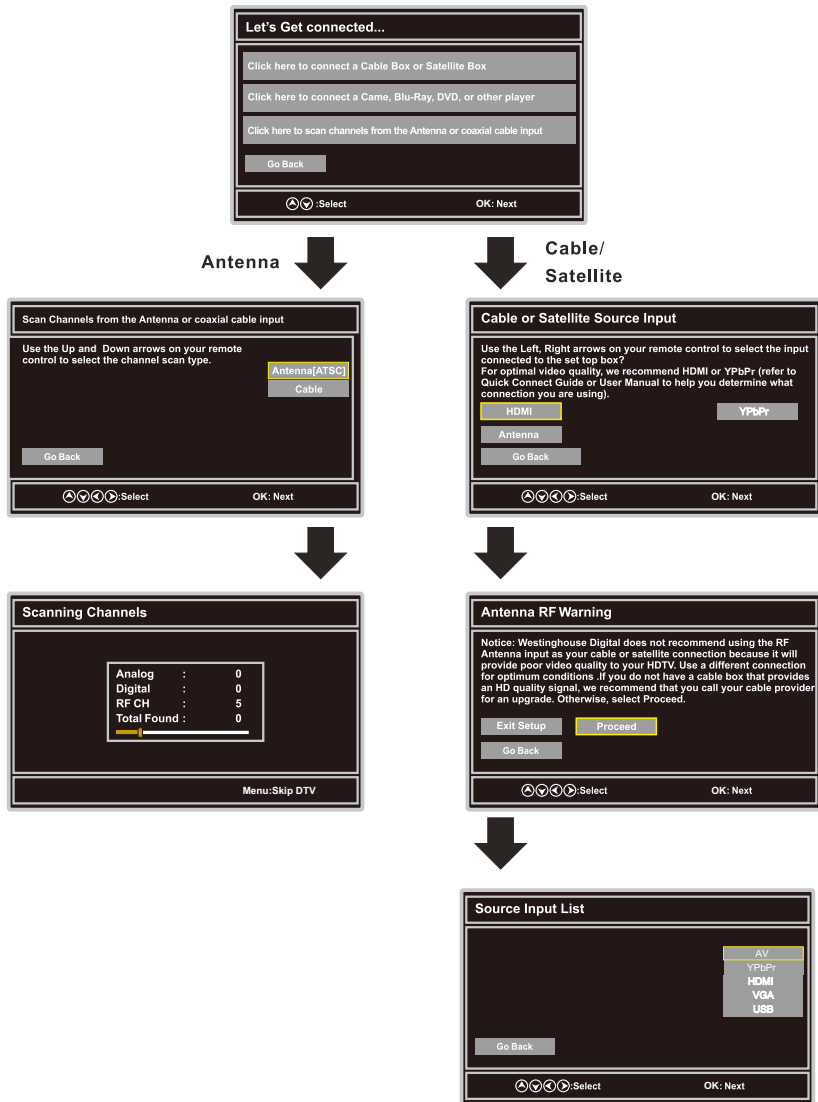 Let's Get connected...
Click here to connect a Cable Box or Satellite Box
Click here to connect a Came, Blu-Ray, DVD, or other player
Click here to scan channels from the Antenna or coaxial cable input
Go Back
:Select OK: Next
Antenna
Cable/
Satellite
Scan Channels from the Antenna or coaxial cable input
Use the Up and Down arrows on your remote
control to select the channel scan type.
Antenna[ATSC]
Cable
Go Back
:Select OK: Next
Cable or Satellite Source Input
Use the Left, Right arrows on your remote control to select the input
connected to the set top box?
For optimal video quality, we recommend HDMI or YPbPr (refer to
Quick Connect Guide or User Manual to help you determine what
connection you are using).
HDMI YPbPr
Antenna
Go Back
:Select OK: Next
Scanning Channels
Analog : 0
Digital : 0
RF CH : 5
Total Found : 0
Menu:Skip DTV
Antenna RF Warning
Notice: Westinghouse Digital does not recommend using the RF
Antenna input as your cable or satellite connection because it will
provide poor video quality to your HDTV. Use a different connection
for optimum conditions .If you do not have a cable box that provides
an HD quality signal, we recommend that you call your cable provider
for an upgrade. Otherwise, select Proceed.
Exit Setup Proceed
Go Back
:Select OK: Next
Source Input List
AV
YPbPr
HDMI
VGA
USB
Go Back
:Select OK: Next